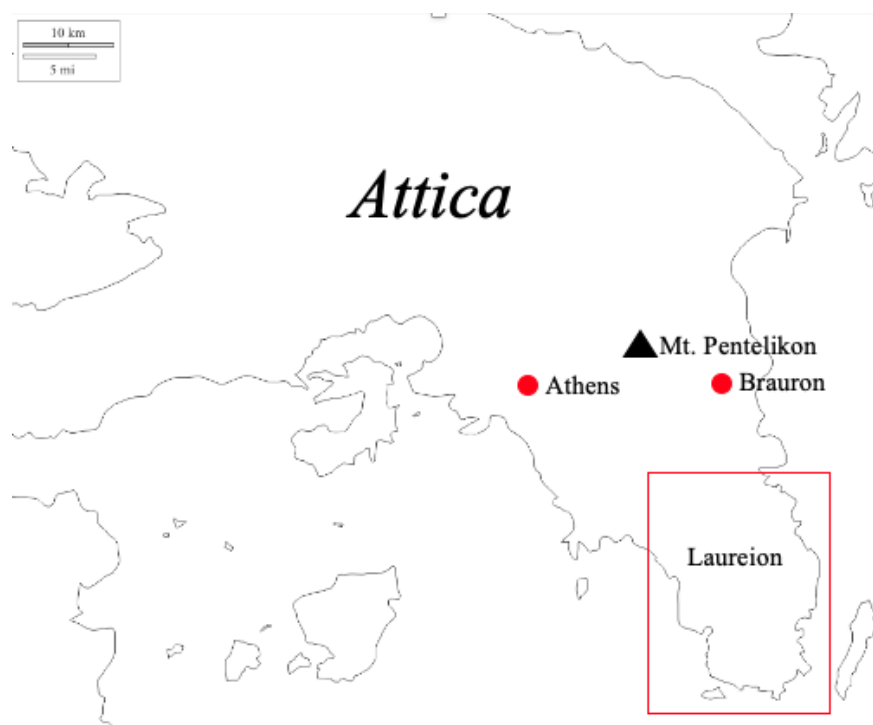 10 km
5 mi
Attica
Mt. Pentelikon
Athens
Brauron
Laureion